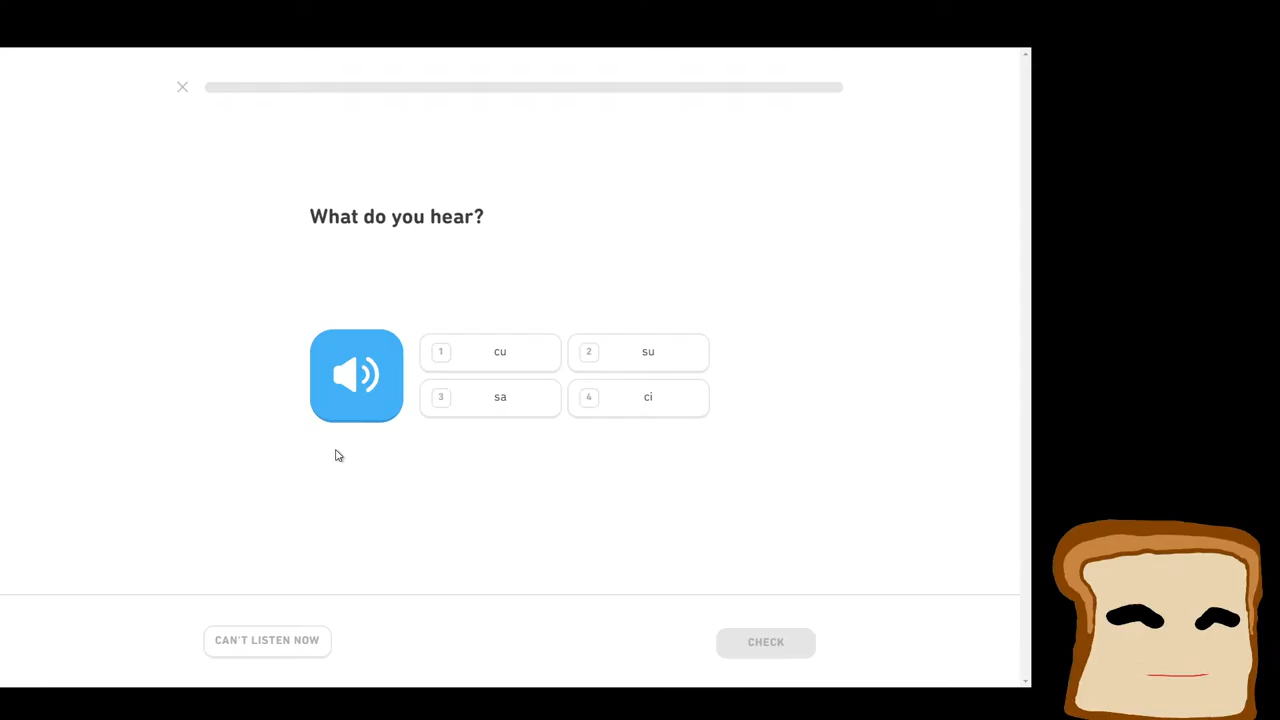 What do you hear?
1 cu
2 su
3 sa
4 ci
CAN'T LISTEN NOW
CHECK